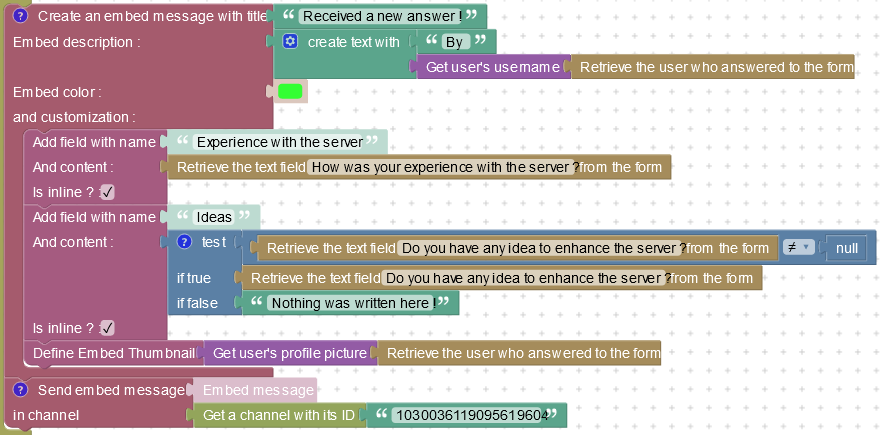 ? Create an embed message with title “ Received a new answer ! ”
Embed description : create text with “ By ”
Get user's username Retrieve the user who answered to the form
Embed color :
and customization :
Add field with name “ Experience with the server ”
And content : Retrieve the text field How was your experience with the server ? from the form
Is inline ? ✓
Add field with name “ Ideas ”
And content : ? test Retrieve the text field Do you have any idea to enhance the server ? from the form ≠ ▾ null
if true Retrieve the text field Do you have any idea to enhance the server ? from the form
if false “ Nothing was written here ! ”
Is inline ? ✓
Define Embed Thumbnail Get user's profile picture Retrieve the user who answered to the form
? Send embed message Embed message
in channel Get a channel with its ID “ 1030036119095619604 ”